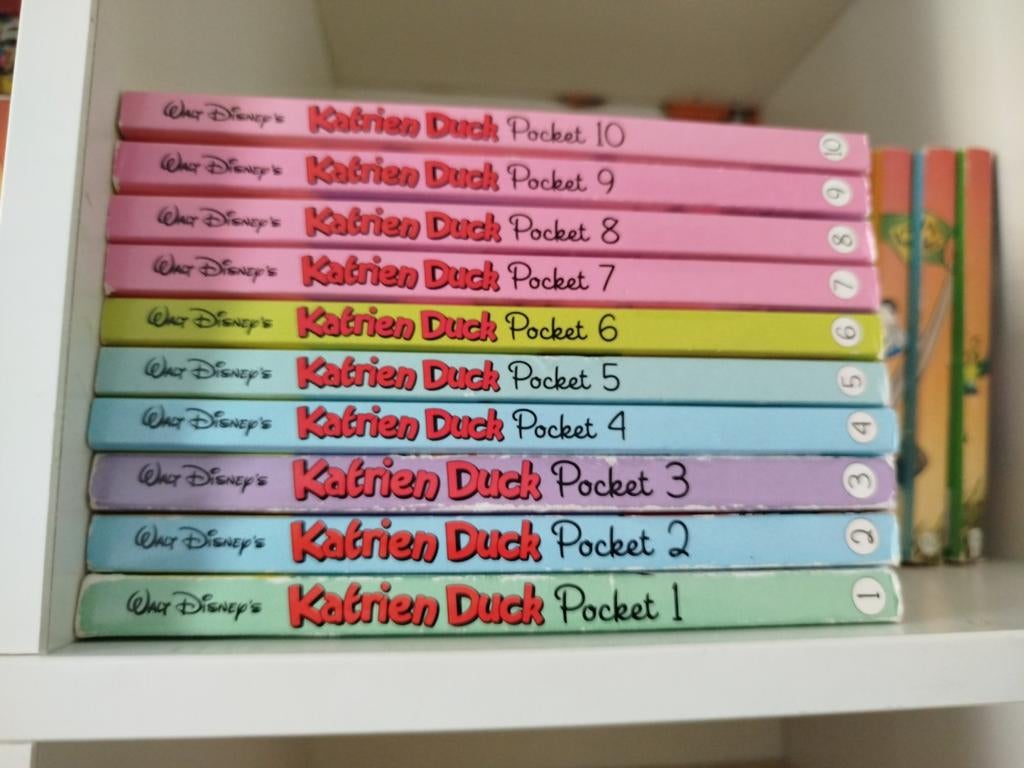 Walt Disney's Katrien Duck Pocket 10 10
Walt Disney's Katrien Duck Pocket 9 9
Walt Disney's Katrien Duck Pocket 8 8
Walt Disney's Katrien Duck Pocket 7 7
Walt Disney's Katrien Duck Pocket 6 6
Walt Disney's Katrien Duck Pocket 5 5
Walt Disney's Katrien Duck Pocket 4 4
Walt Disney's Katrien Duck Pocket 3 3
Walt Disney's Katrien Duck Pocket 2 2
Walt Disney's Katrien Duck Pocket 1 1